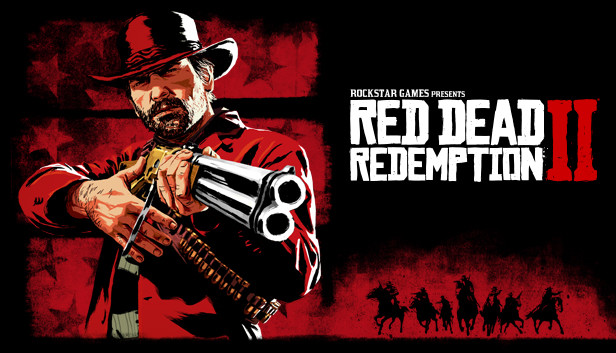 ROCKSTAR GAMES PRESENTS
RED DEAD
REDEMPTION II